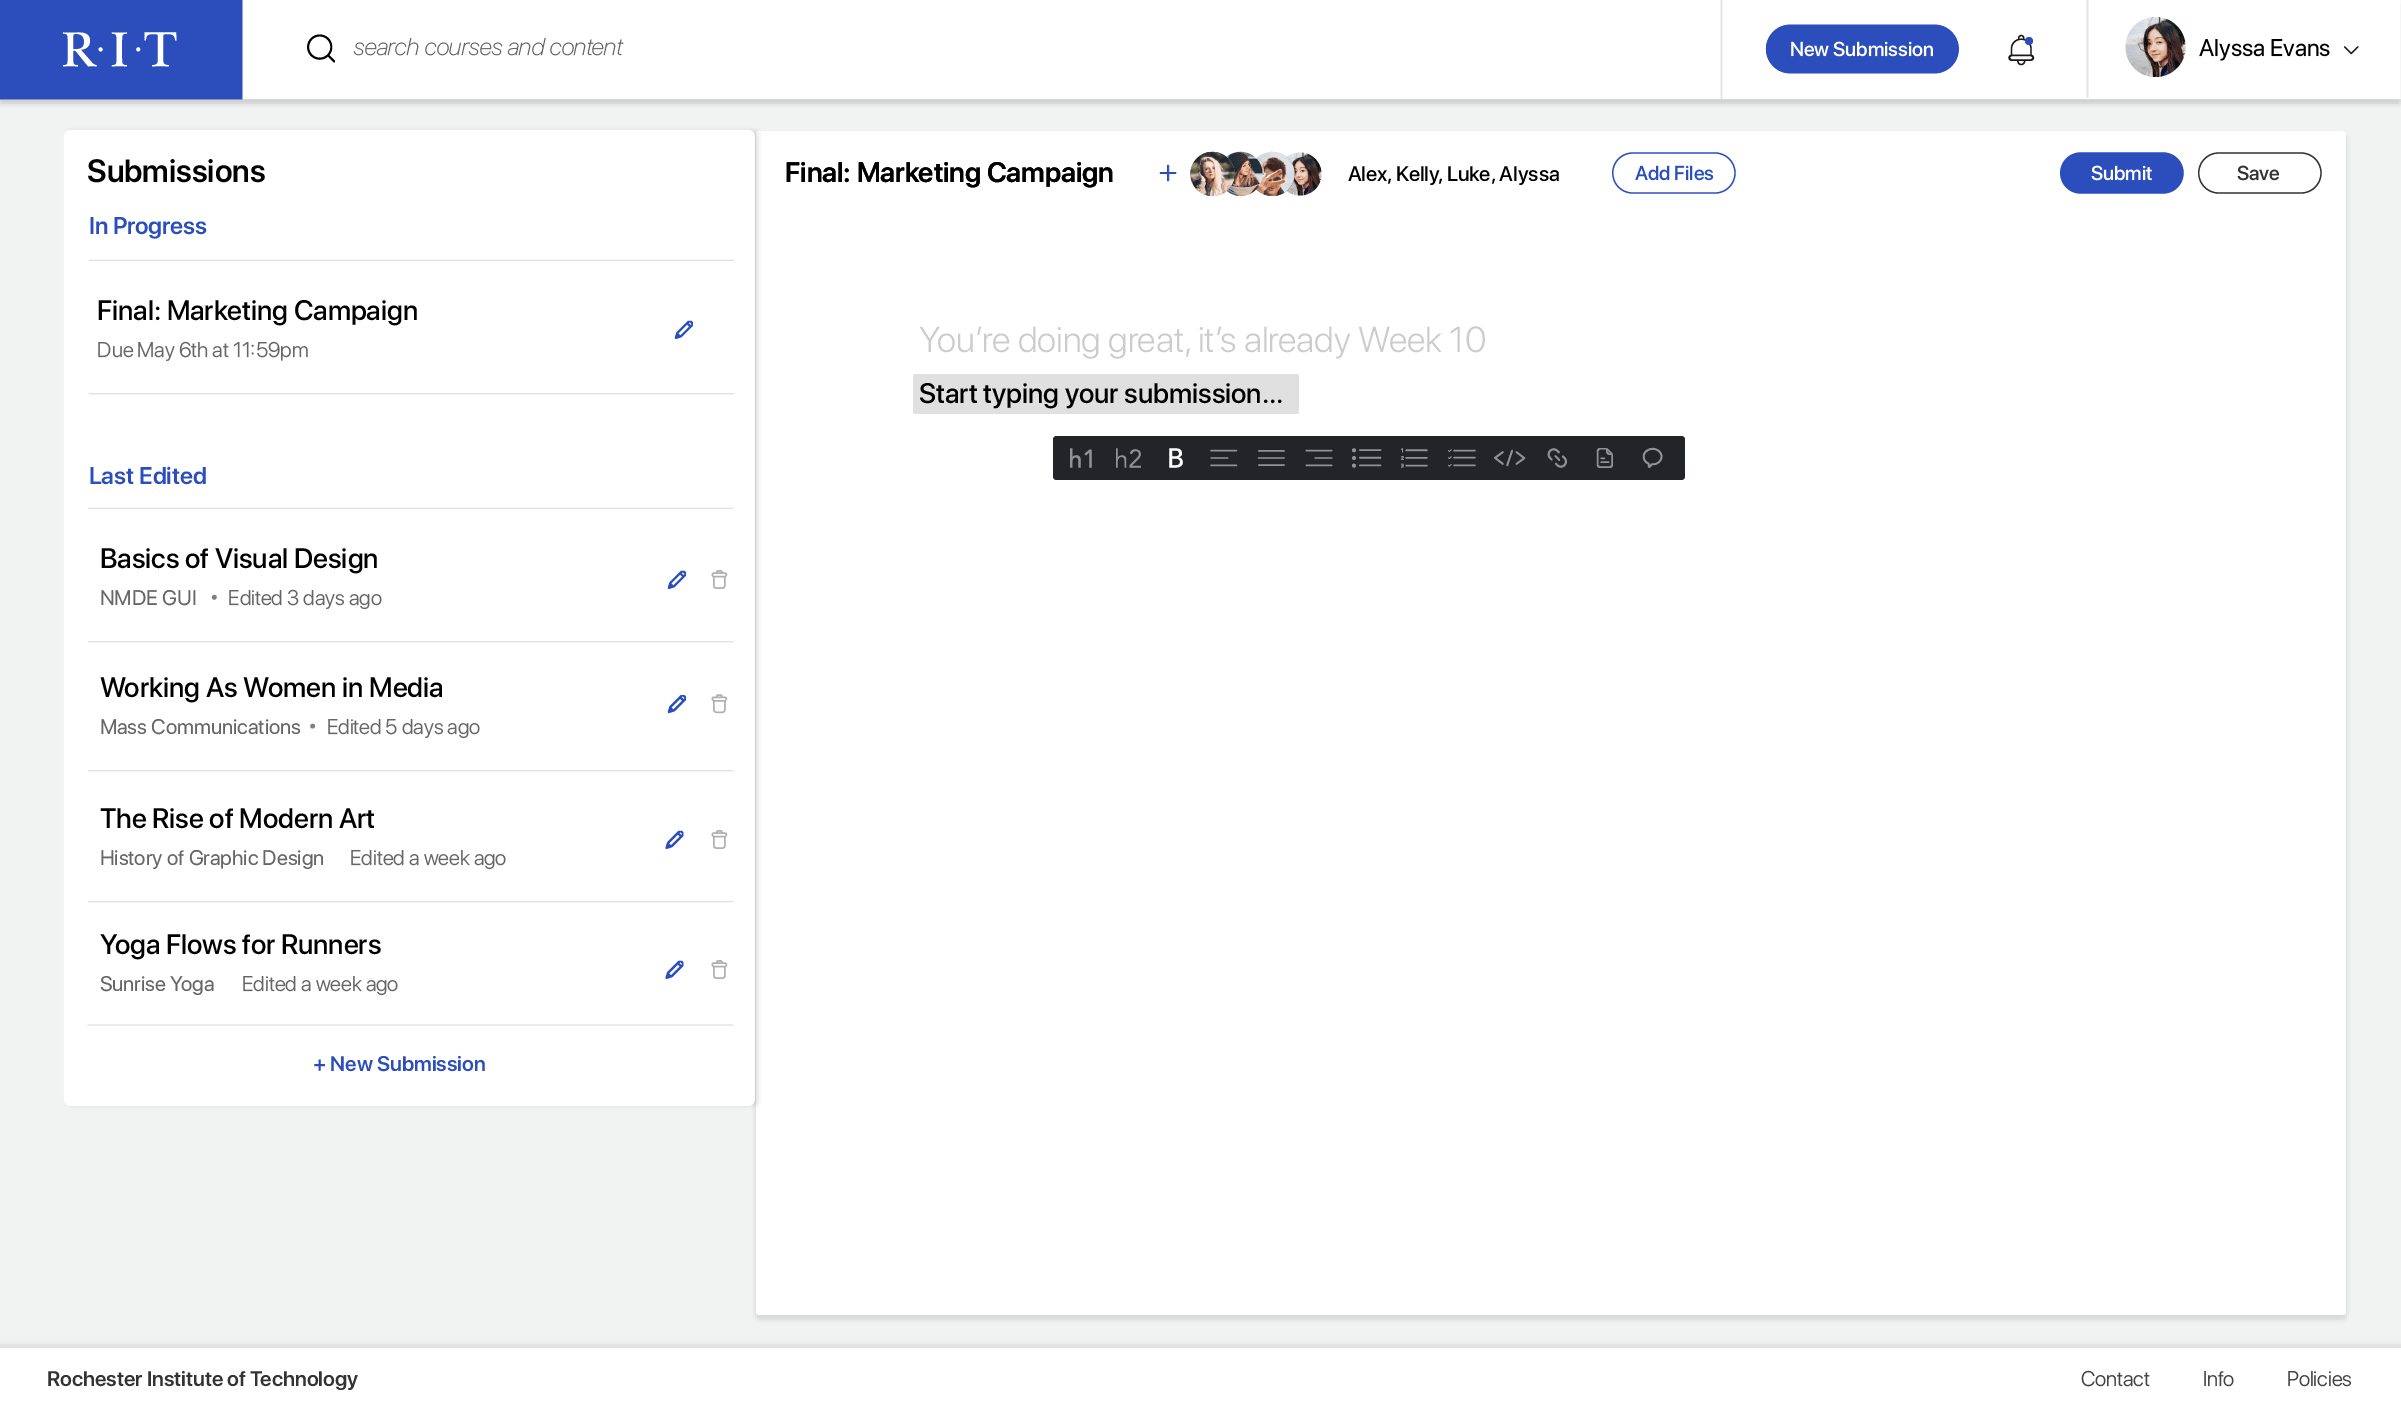 R·I·T
search courses and content
New Submission
Alyssa Evans
Submissions
In Progress
Final: Marketing Campaign
Due May 6th at 11:59pm
Last Edited
Basics of Visual Design
NMDE GUI • Edited 3 days ago
Working As Women in Media
Mass Communications • Edited 5 days ago
The Rise of Modern Art
History of Graphic Design Edited a week ago
Yoga Flows for Runners
Sunrise Yoga Edited a week ago
+ New Submission
Final: Marketing Campaign
+
Alex, Kelly, Luke, Alyssa
Add Files
Submit
Save
You’re doing great, it’s already Week 10
Start typing your submission...
h1 h2 B </>
Rochester Institute of Technology
Contact
Info
Policies